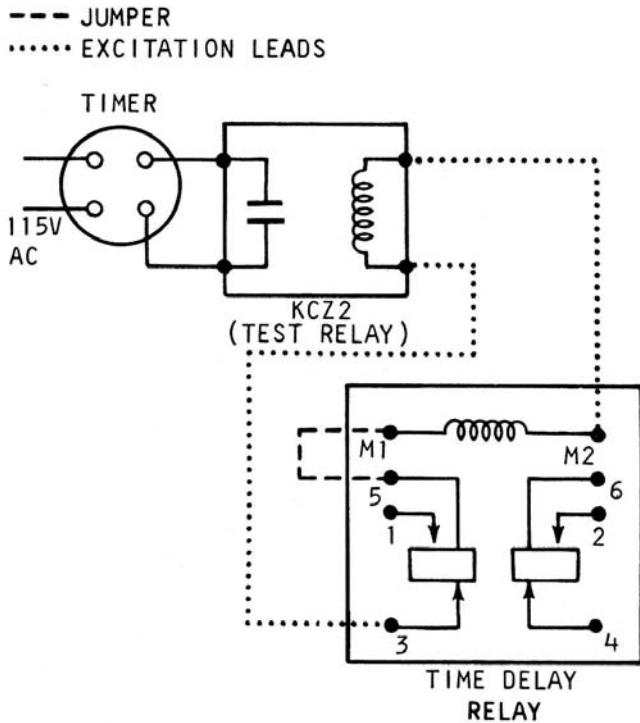 JUMPER
EXCITATION LEADS
TIMER
115V
AC
KCZ2
(TEST RELAY)
M1
M2
5
6
1
2
3
4
TIME DELAY
RELAY